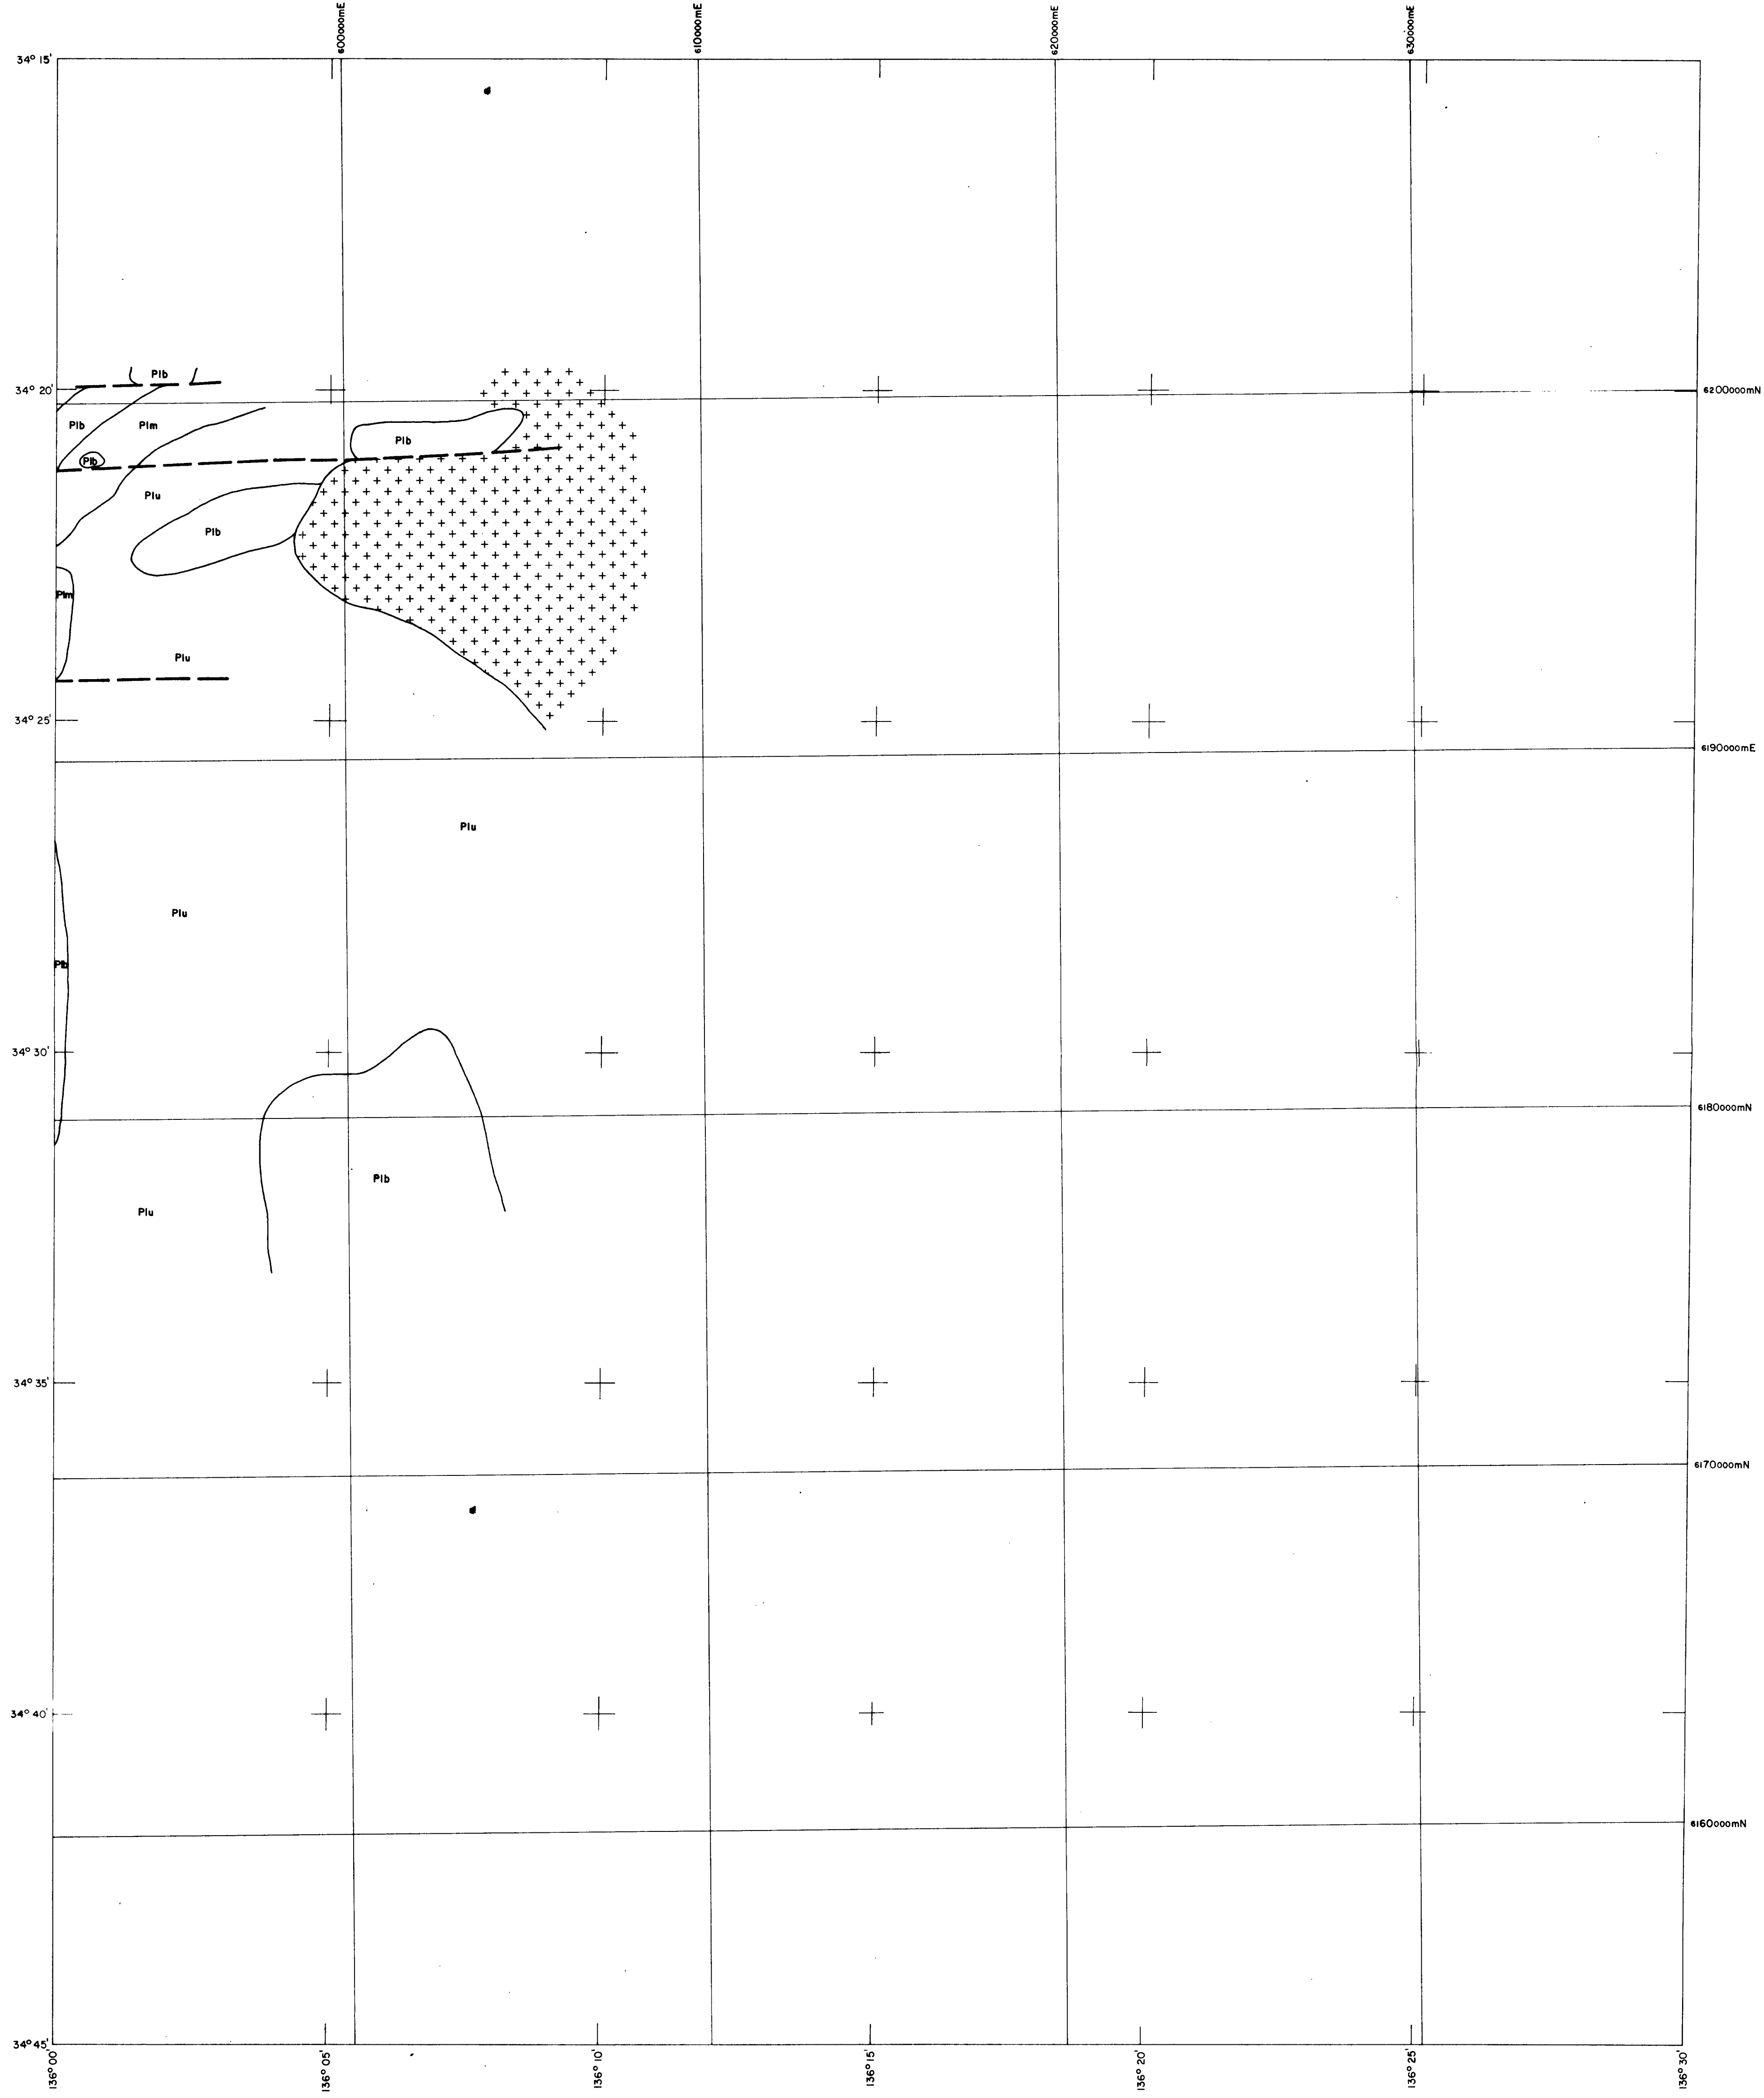 600000mE
610000mE
620000mE
630000mE
34° 15'
Plb
34° 20'
6200000mN
Plb
Plm
Plb
Plb
Plu
Plb
Plm
Plu
34° 25'
6190000mE
Plu
Plu
Plb
34° 30'
6180000mN
Plb
Plu
34° 35'
6170000mN
34° 40'
6160000mN
34° 45'
136° 00'
136° 05'
136° 10'
136° 15'
136° 20'
136° 25'
136° 30'